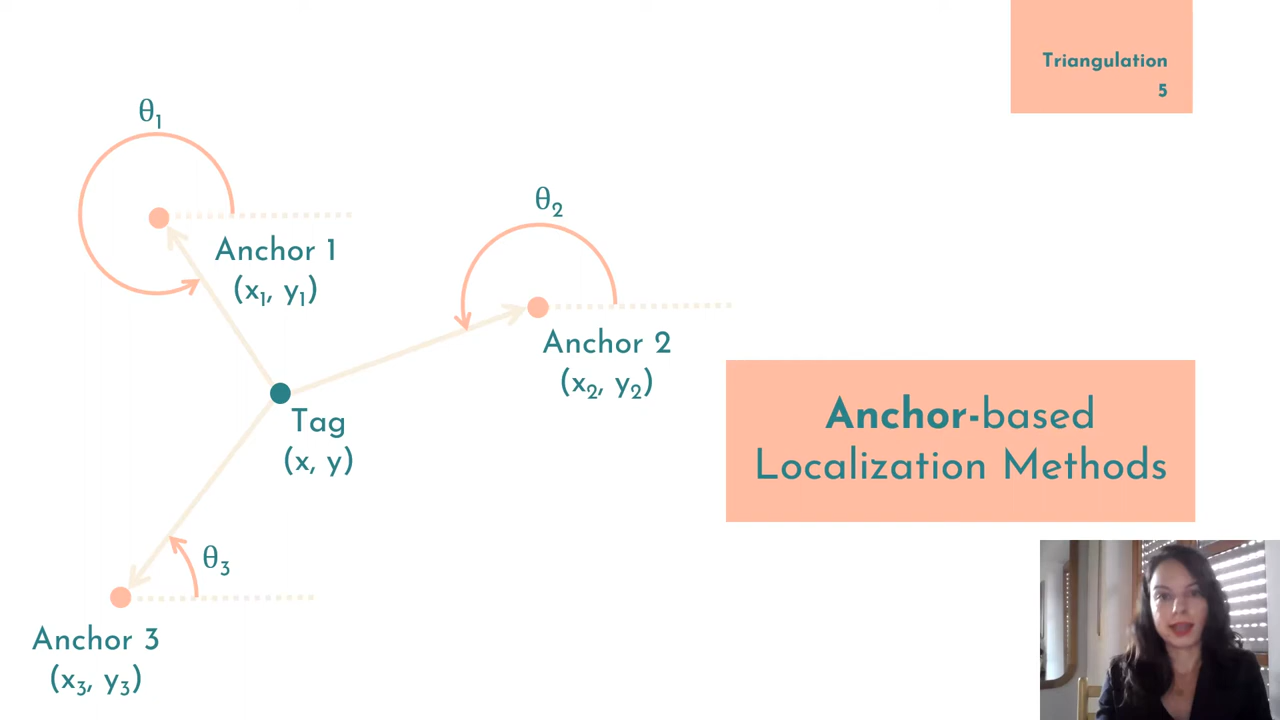 Triangulation
5
θ1
θ2
Anchor 1
(x1, y1)
Anchor 2
(x2, y2)
Tag
(x, y)
Anchor-based
Localization Methods
θ3
Anchor 3
(x3, y3)